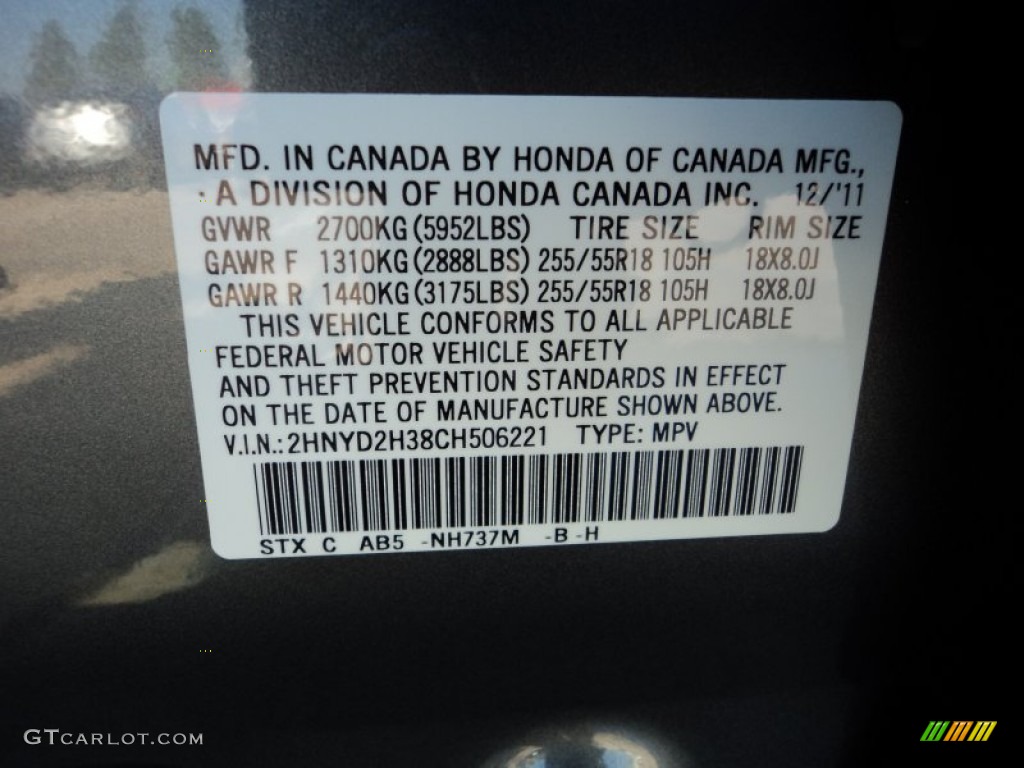 MFD. IN CANADA BY HONDA OF CANADA MFG.,
A DIVISION OF HONDA CANADA INC. 12/'11
GVWR 2700KG (5952LBS) TIRE SIZE RIM SIZE
GAWR F 1310KG (2888LBS) 255/55R18 105H 18X8.0J
GAWR R 1440KG (3175LBS) 255/55R18 105H 18X8.0J
THIS VEHICLE CONFORMS TO ALL APPLICABLE
FEDERAL MOTOR VEHICLE SAFETY
AND THEFT PREVENTION STANDARDS IN EFFECT
ON THE DATE OF MANUFACTURE SHOWN ABOVE.
V.I.N.: 2HNYD2H38CH506221 TYPE: MPV
STX C AB5 -NH737M -B -H
GTCARLOT.COM